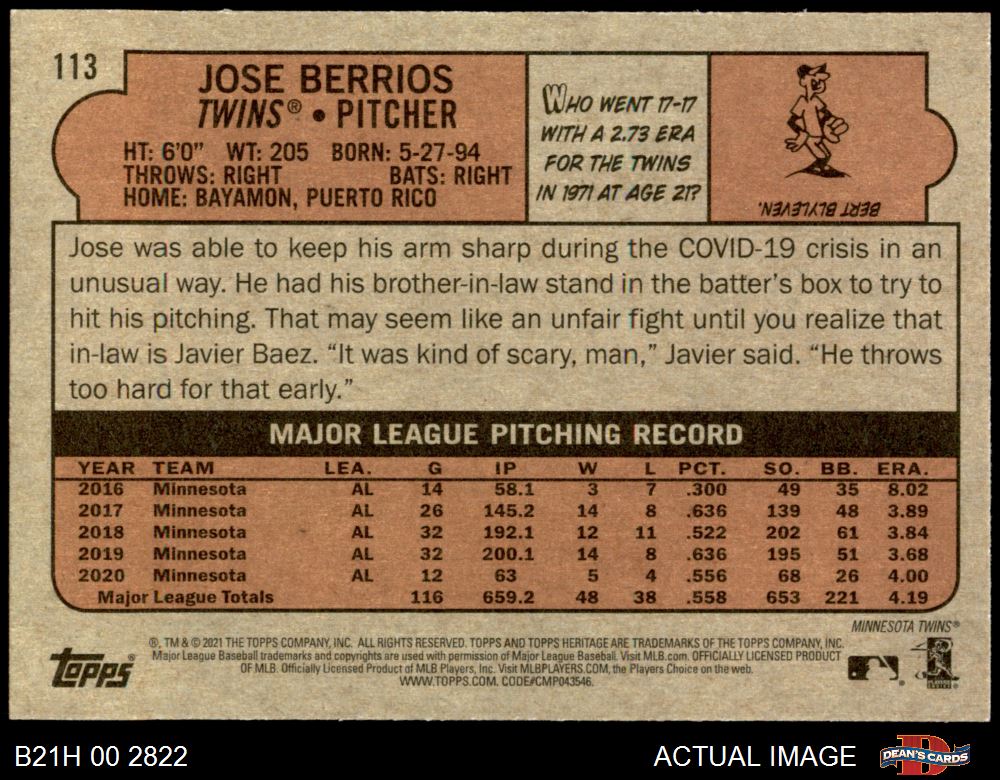 113
JOSE BERRIOS
TWINS® • PITCHER
HT: 6'0" WT: 205 BORN: 5-27-94
THROWS: RIGHT BATS: RIGHT
HOME: BAYAMON, PUERTO RICO
WHO WENT 17-17
WITH A 2.73 ERA
FOR THE TWINS
IN 1971 AT AGE 21?
BERT BLYLEVEN.
Jose was able to keep his arm sharp during the COVID-19 crisis in an
unusual way. He had his brother-in-law stand in the batter's box to try to
hit his pitching. That may seem like an unfair fight until you realize that
in-law is Javier Baez. "It was kind of scary, man," Javier said. "He throws
too hard for that early."
MAJOR LEAGUE PITCHING RECORD
YEAR TEAM LEA. G IP W L PCT. SO. BB. ERA.
2016 Minnesota AL 14 58.1 3 7 .300 49 35 8.02
2017 Minnesota AL 26 145.2 14 8 .636 139 48 3.89
2018 Minnesota AL 32 192.1 12 11 .522 202 61 3.84
2019 Minnesota AL 32 200.1 14 8 .636 195 51 3.68
2020 Minnesota AL 12 63 5 4 .556 68 26 4.00
Major League Totals 116 659.2 48 38 .558 653 221 4.19
MINNESOTA TWINS®
®, TM & © 2021 THE TOPPS COMPANY, INC. ALL RIGHTS RESERVED. TOPPS AND TOPPS HERITAGE ARE TRADEMARKS OF THE TOPPS COMPANY, INC.
Major League Baseball trademarks and copyrights are used with permission of Major League Baseball. Visit MLB.com. OFFICIALLY LICENSED PRODUCT
OF MLB. Officially Licensed Product of MLB Players, Inc. Visit MLBPLAYERS.COM, the Players Choice on the web.
WWW.TOPPS.COM. CODE#CMP043546.
topps®
B21H 00 2822
ACTUAL IMAGE
DEAN'S CARDS